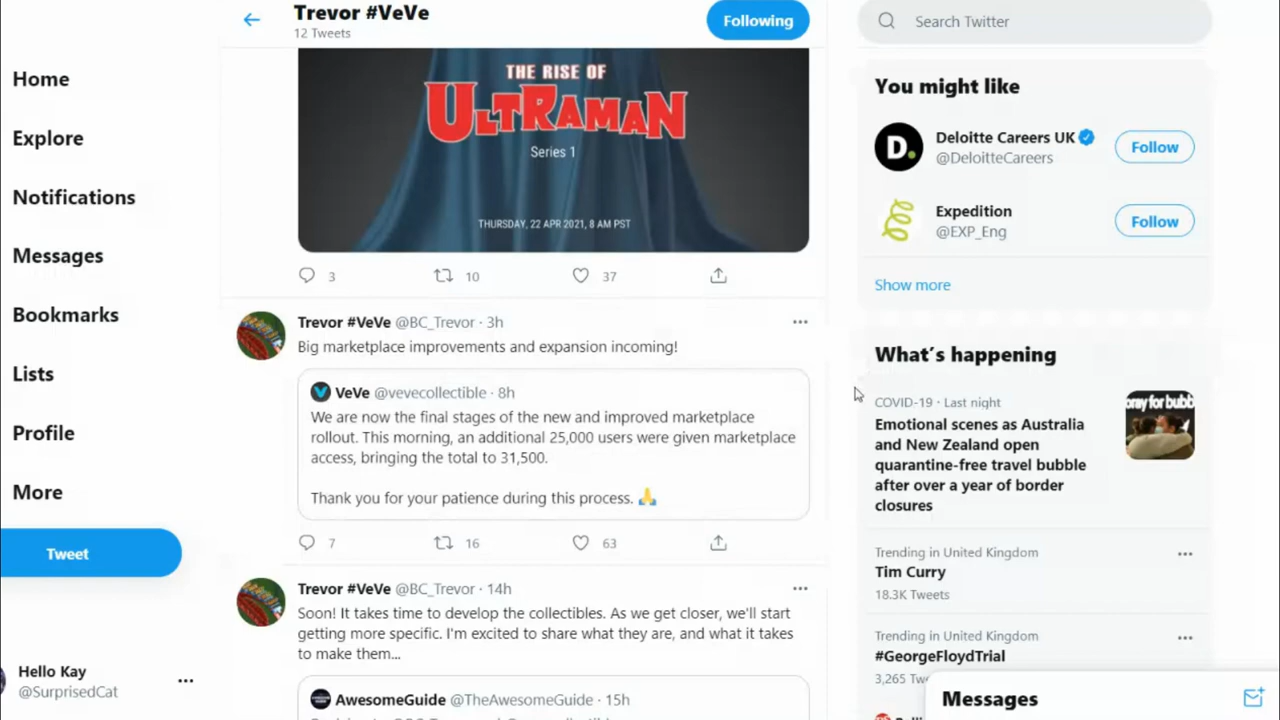 Trevor #VeVe
12 Tweets
Following
Search Twitter
Home
Explore
Notifications
Messages
Bookmarks
Lists
Profile
More
Tweet
Hello Kay
@SurprisedCat
THE RISE OF
ULTRAMAN
Series 1
THURSDAY, 22 APR 2021, 8 AM PST
3
10
37
Trevor #VeVe @BC_Trevor · 3h
Big marketplace improvements and expansion incoming!
VeVe @vevecollectible · 8h
We are now the final stages of the new and improved marketplace
rollout. This morning, an additional 25,000 users were given marketplace
access, bringing the total to 31,500.
Thank you for your patience during this process. 🙏
7
16
63
Trevor #VeVe @BC_Trevor · 14h
Soon! It takes time to develop the collectibles. As we get closer, we'll start
getting more specific. I'm excited to share what they are, and what it takes
to make them...
AwesomeGuide @TheAwesomeGuide · 15h
You might like
D.
Deloitte Careers UK
@DeloitteCareers
Follow
Expedition
@EXP_Eng
Follow
Show more
What's happening
COVID-19 · Last night
Emotional scenes as Australia
and New Zealand open
quarantine-free travel bubble
after over a year of border
closures
Trending in United Kingdom
Tim Curry
18.3K Tweets
Trending in United Kingdom
#GeorgeFloydTrial
3,265
Messages